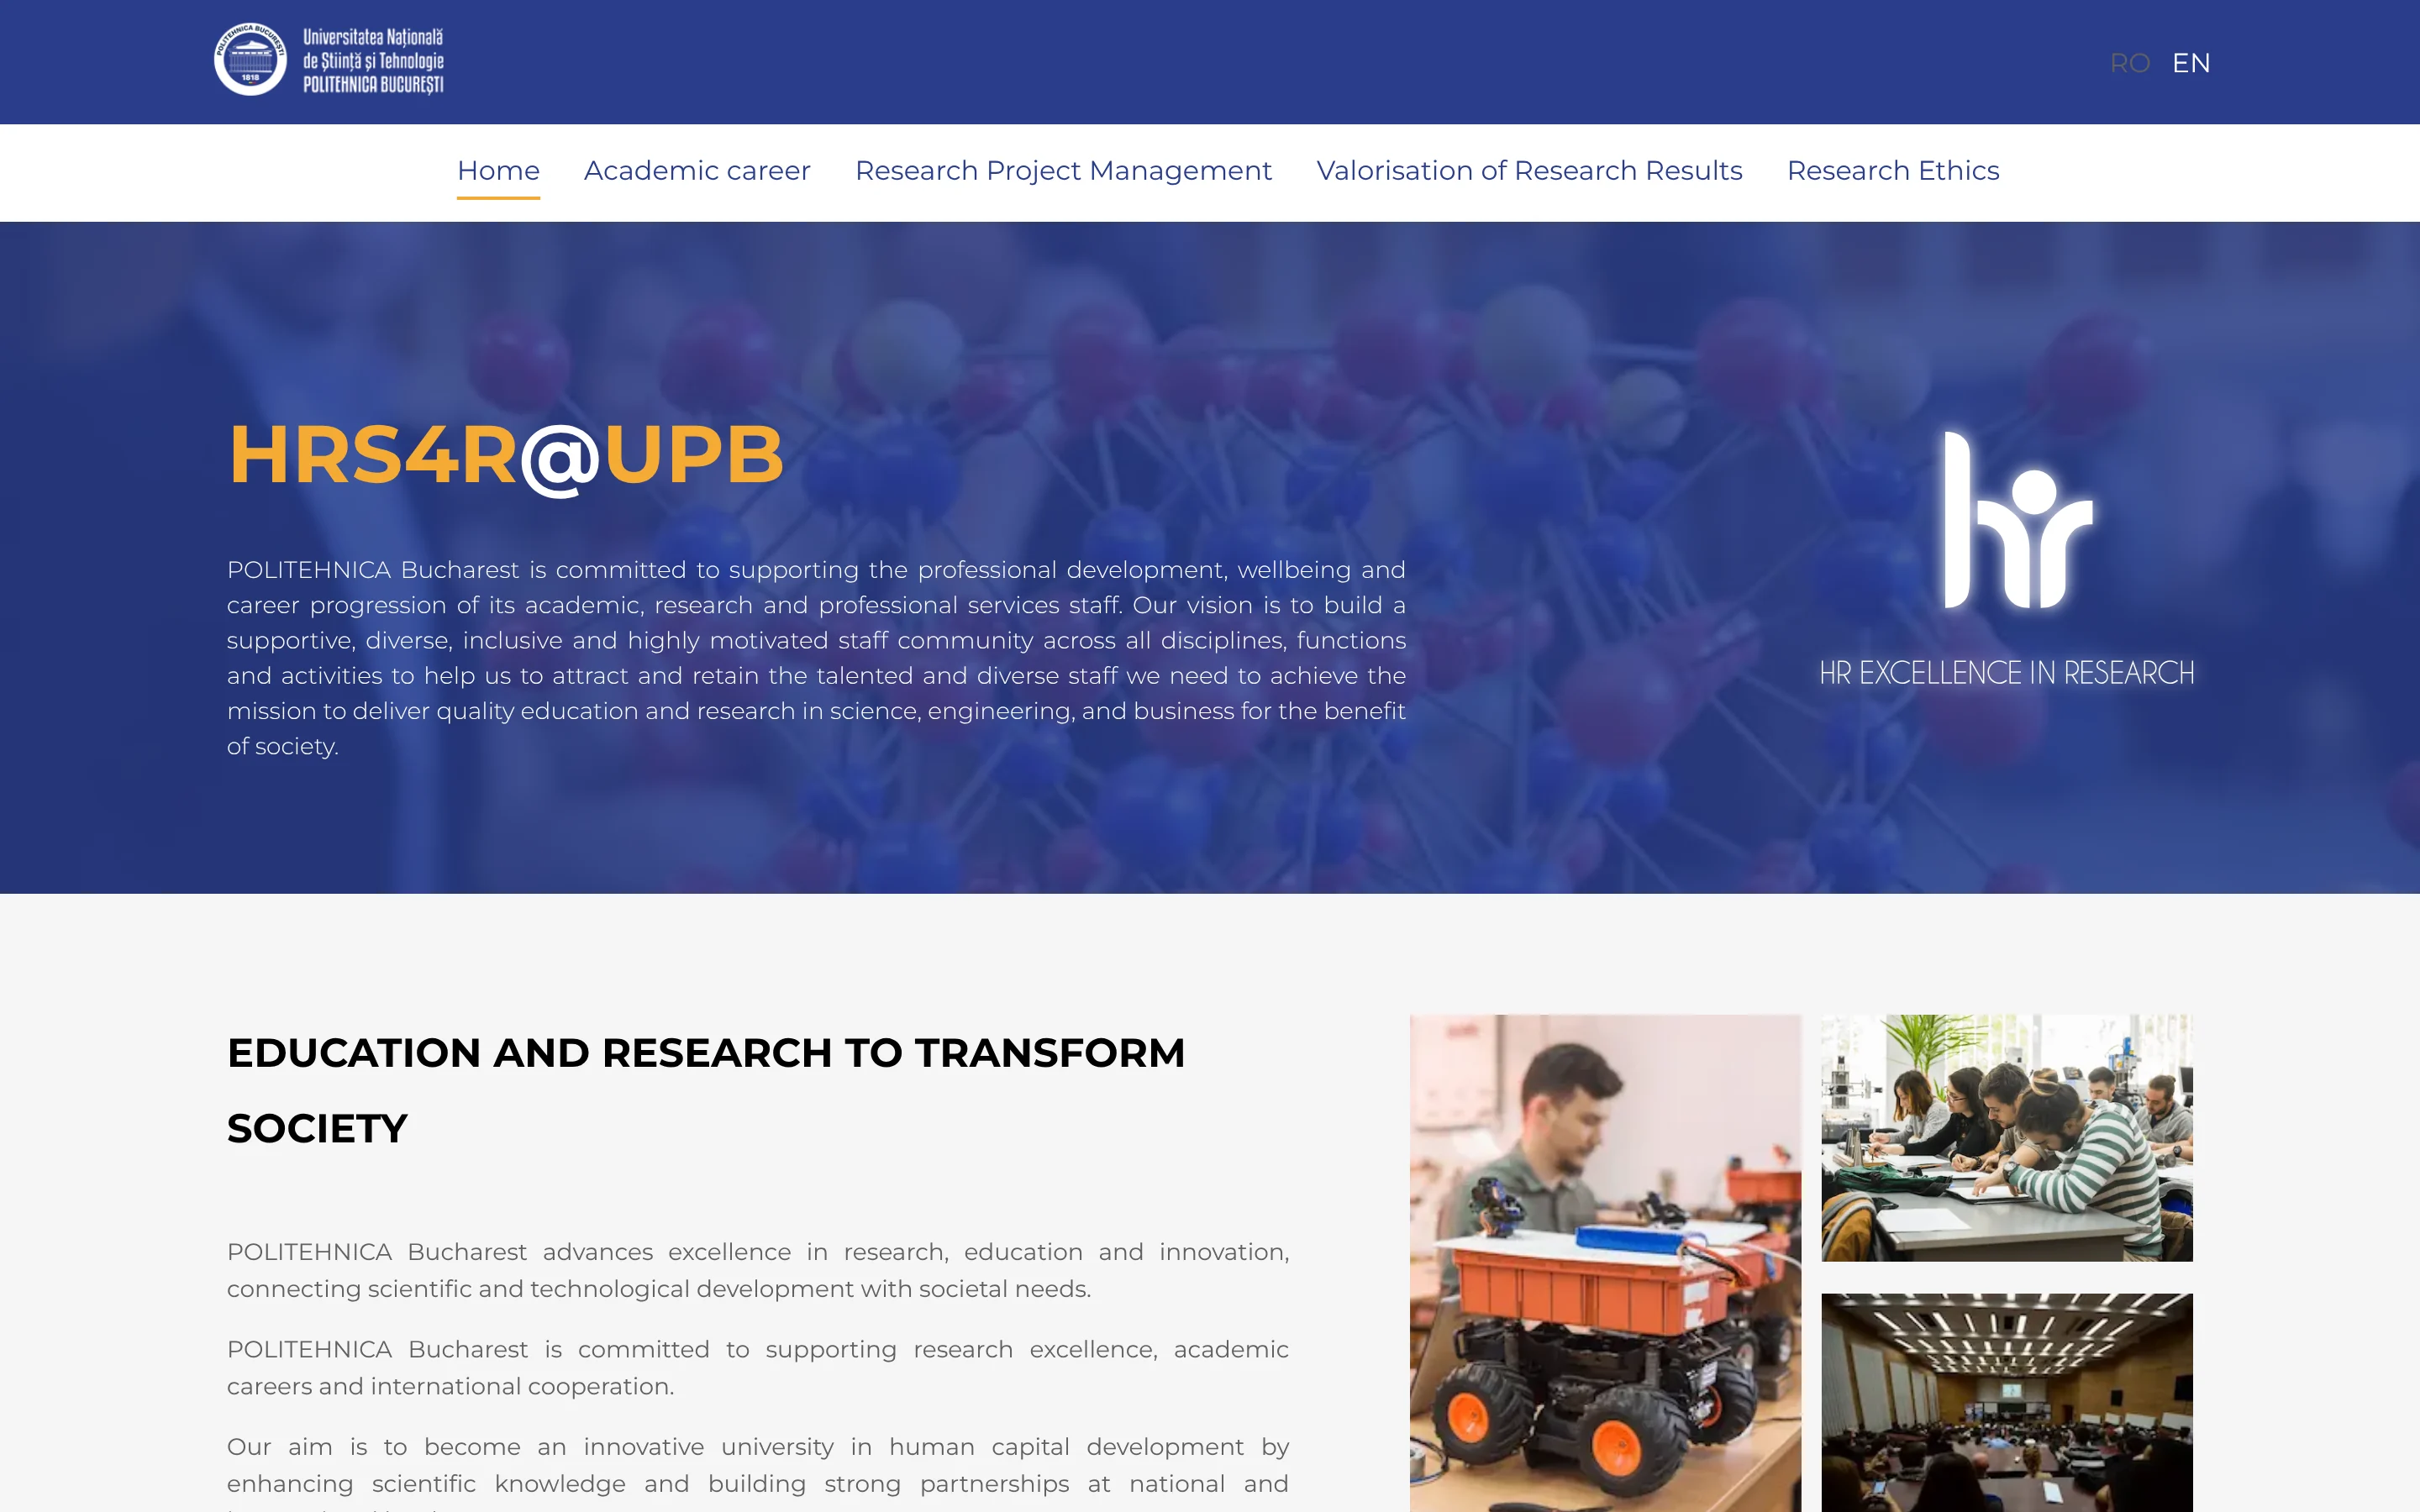 POLITEHNICA BUCUREȘTI
1818
Universitatea Națională
de Știință și Tehnologie
POLITEHNICA BUCUREȘTI
RO EN
Home Academic career Research Project Management Valorisation of Research Results Research Ethics
HRS4R@UPB
POLITEHNICA Bucharest is committed to supporting the professional development, wellbeing and
career progression of its academic, research and professional services staff. Our vision is to build a
supportive, diverse, inclusive and highly motivated staff community across all disciplines, functions
and activities to help us to attract and retain the talented and diverse staff we need to achieve the
mission to deliver quality education and research in science, engineering, and business for the benefit
of society.
hr
HR EXCELLENCE IN RESEARCH
EDUCATION AND RESEARCH TO TRANSFORM
SOCIETY
POLITEHNICA Bucharest advances excellence in research, education and innovation,
connecting scientific and technological development with societal needs.
POLITEHNICA Bucharest is committed to supporting research excellence, academic
careers and international cooperation.
Our aim is to become an innovative university in human capital development by
enhancing scientific knowledge and building strong partnerships at national and